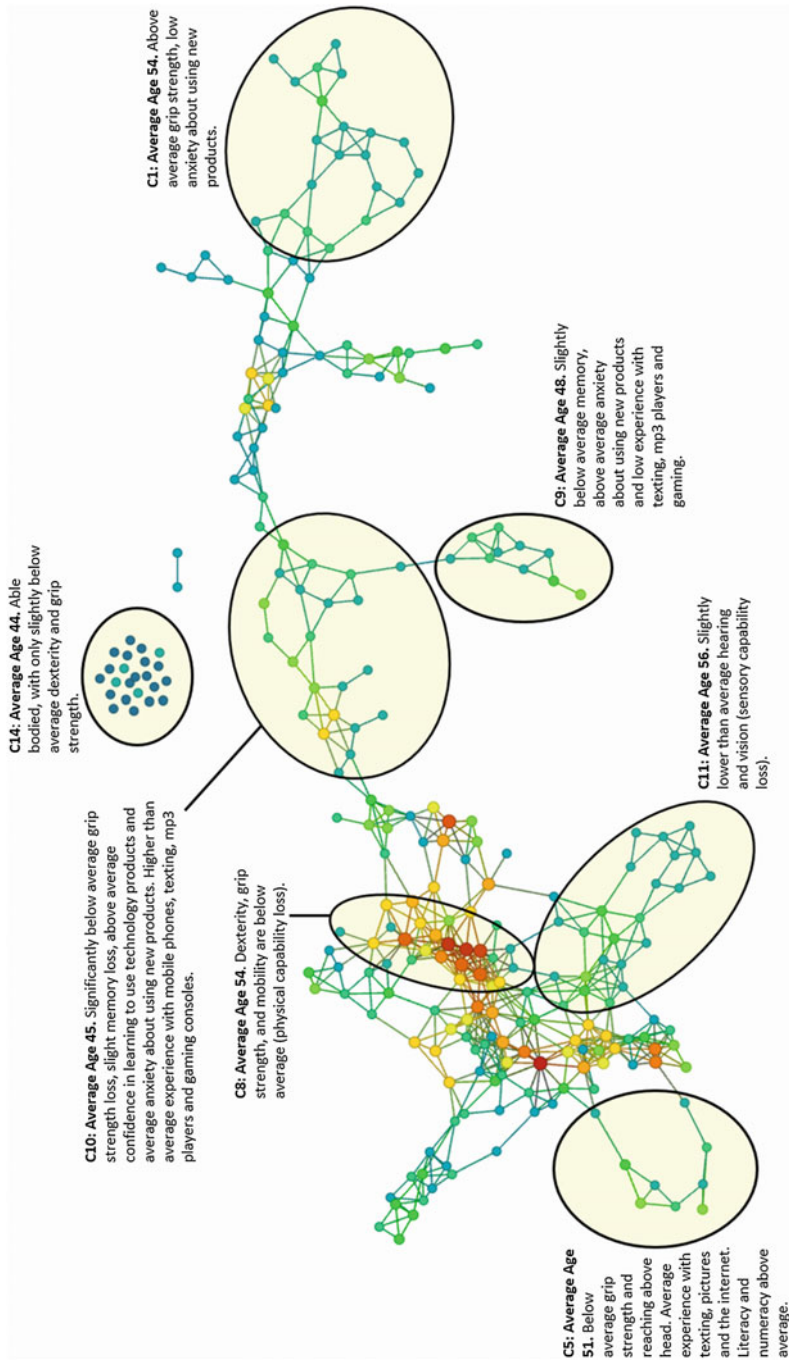 C1: Average Age 54. Above
average grip strength, low
anxiety about using new
products.
C14: Average Age 44. Able
bodied, with only slightly below
average dexterity and grip
strength.
C9: Average Age 48. Slightly
below average memory,
above average anxiety
about using new products
and low experience with
texting, mp3 players and
gaming.
C10: Average Age 45. Significantly below average grip
strength loss, slight memory loss, above average
confidence in learning to use technology products and
average anxiety about using new products. Higher than
average experience with mobile phones, texting, mp3
players and gaming consoles.
C11: Average Age 56. Slightly
lower than average hearing
and vision (sensory capability
loss).
C8: Average Age 54. Dexterity, grip
strength, and mobility are below
average (physical capability loss).
C5: Average Age
51. Below
average grip
strength and
reaching above
head. Average
experience with
texting, pictures
and the internet.
Literacy and
numeracy above
average.